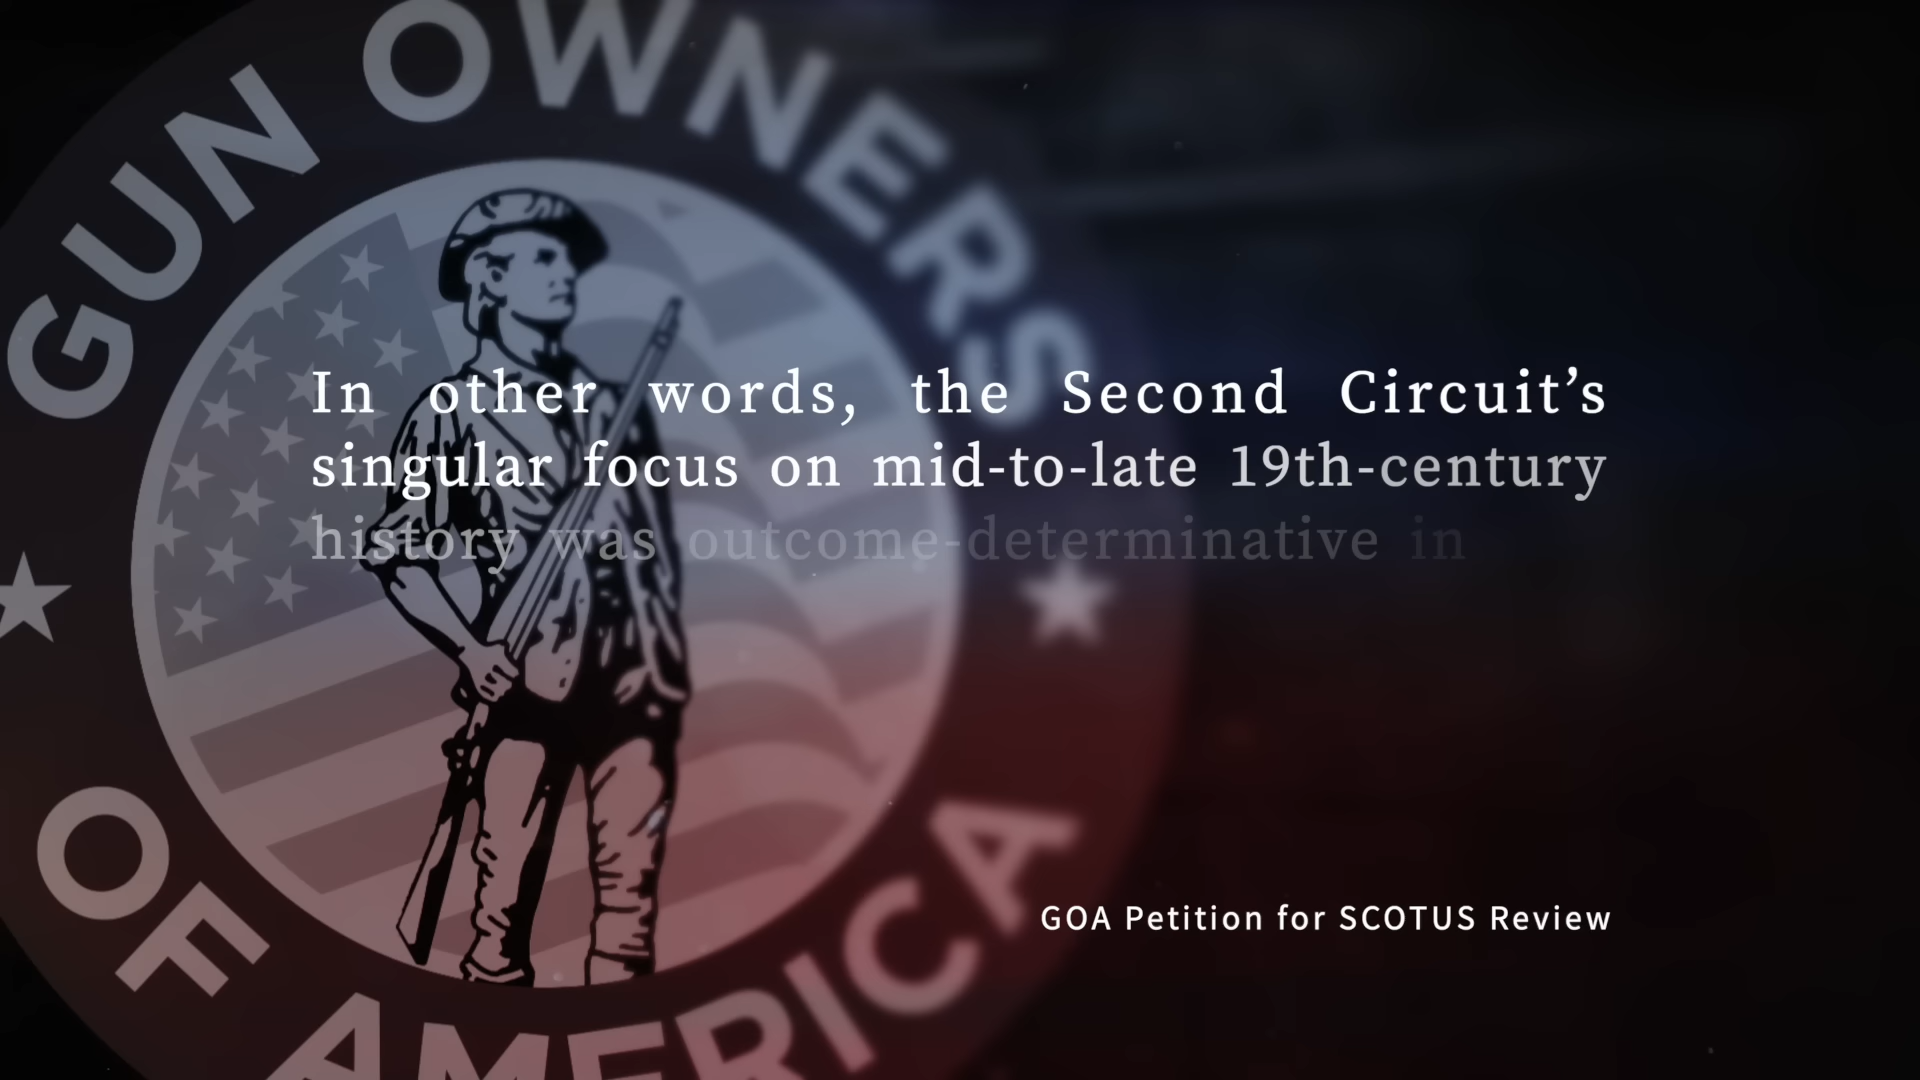 GUN OWNERS
OF AMERICA
In other words, the Second Circuit’s
singular focus on mid-to-late 19th-century
history was outcome-determinative in
GOA Petition for SCOTUS Review